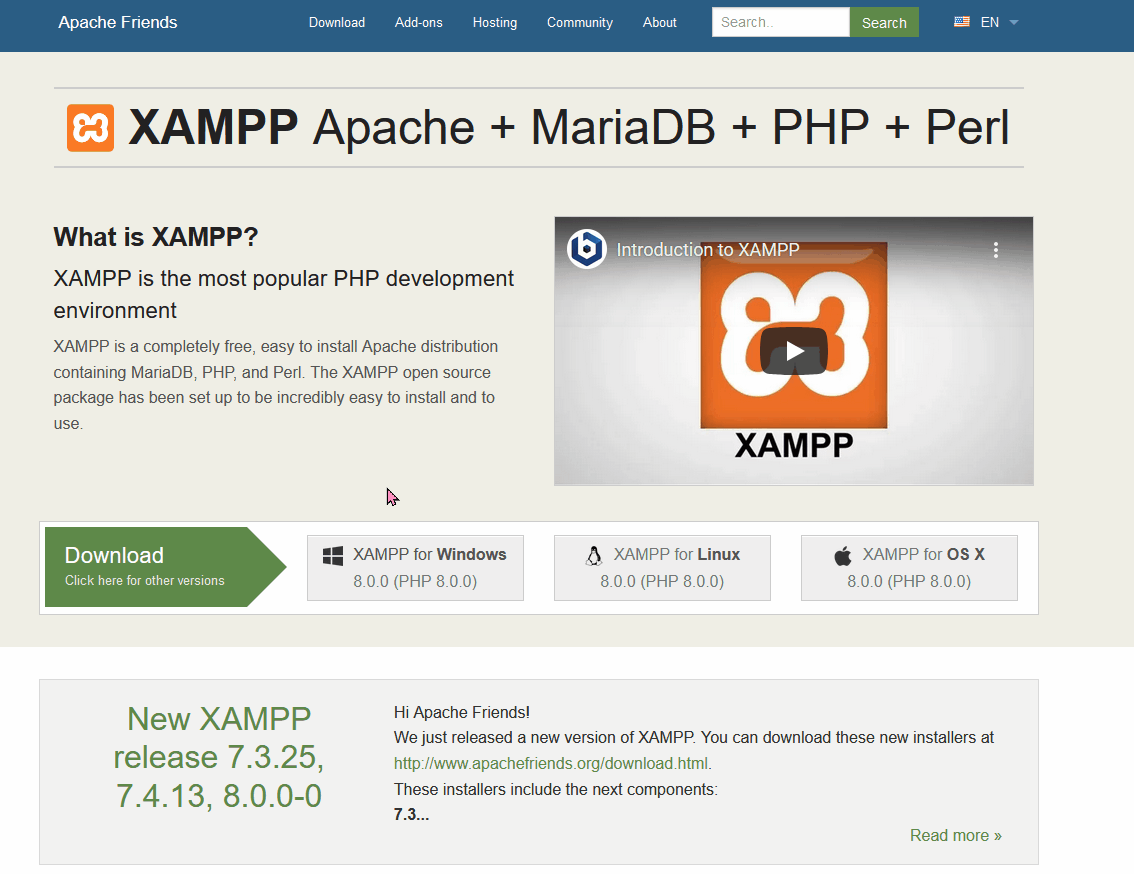 Apache Friends Download Add-ons Hosting Community About Search.. Search EN
XAMPP Apache + MariaDB + PHP + Perl
What is XAMPP?
XAMPP is the most popular PHP development
environment
XAMPP is a completely free, easy to install Apache distribution
containing MariaDB, PHP, and Perl. The XAMPP open source
package has been set up to be incredibly easy to install and to
use.
Introduction to XAMPP
XAMPP
Download
Click here for other versions
XAMPP for Windows
8.0.0 (PHP 8.0.0)
XAMPP for Linux
8.0.0 (PHP 8.0.0)
XAMPP for OS X
8.0.0 (PHP 8.0.0)
New XAMPP
release 7.3.25,
7.4.13, 8.0.0-0
Hi Apache Friends!
We just released a new version of XAMPP. You can download these new installers at
http://www.apachefriends.org/download.html.
These installers include the next components:
7.3...
Read more »